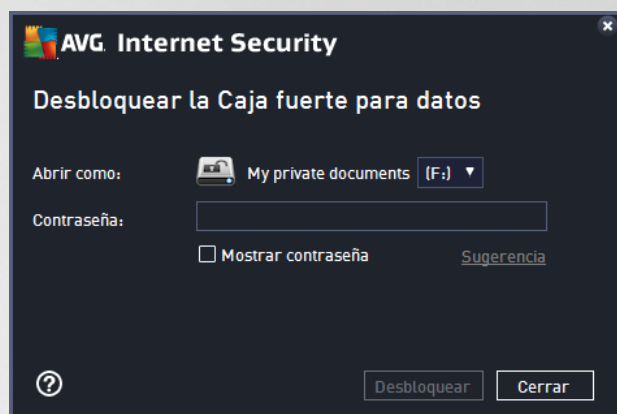 AVG. Internet Security
Desbloquear la Caja fuerte para datos
Abrir como: My private documents (F:)
Contraseña:
Mostrar contraseña Sugerencia
Desbloquear Cerrar